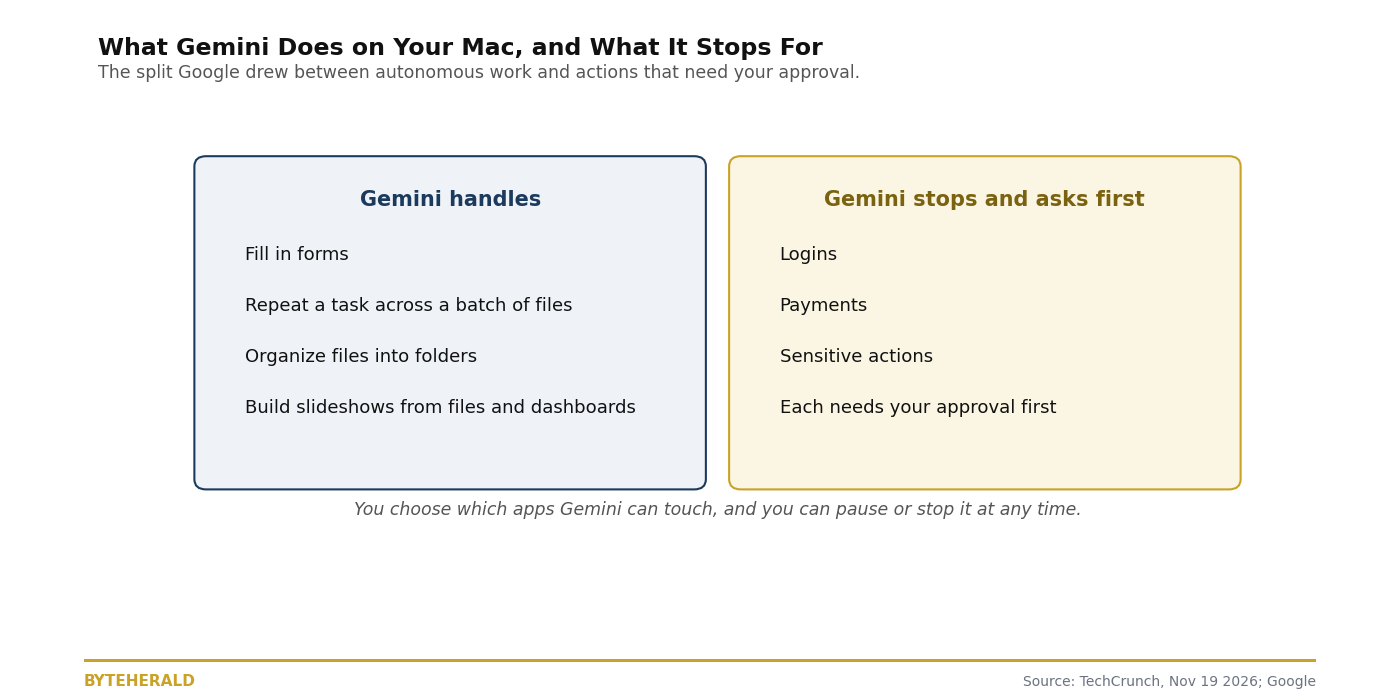 What Gemini Does on Your Mac, and What It Stops For
The split Google drew between autonomous work and actions that need your approval.
Gemini handles
Fill in forms
Repeat a task across a batch of files
Organize files into folders
Build slideshows from files and dashboards
Gemini stops and asks first
Logins
Payments
Sensitive actions
Each needs your approval first
You choose which apps Gemini can touch, and you can pause or stop it at any time.
BYTEHERALD
Source: TechCrunch, Nov 19 2026; Google